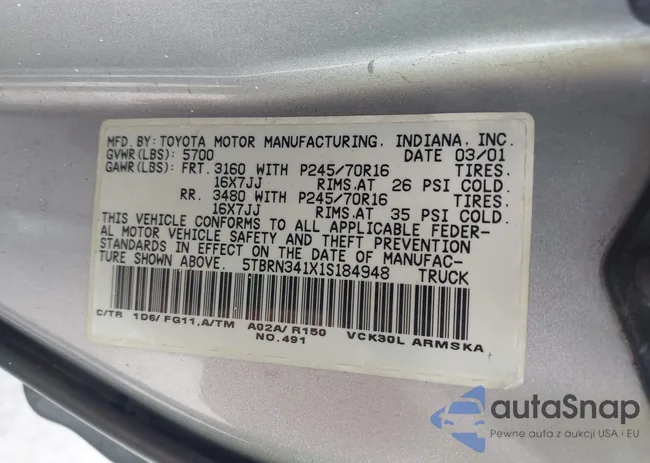 MFD. BY: TOYOTA MOTOR MANUFACTURING, INDIANA, INC.
GVWR(LBS): 5700 DATE 03/01
GAWR(LBS): FRT. 3160 WITH P245/70R16 TIRES.
16X7JJ RIMS.AT 26 PSI COLD.
RR. 3480 WITH P245/70R16 TIRES.
16X7JJ RIMS.AT 35 PSI COLD.
THIS VEHICLE CONFORMS TO ALL APPLICABLE FEDER-
AL MOTOR VEHICLE SAFETY AND THEFT PREVENTION
STANDARDS IN EFFECT ON THE DATE OF MANUFAC-
TURE SHOWN ABOVE. 5TBRN341X1S184948 TRUCK
C/TR 1D6/FG11,A/TM A02A/R150 VCK30L ARMSKA
NO.491
autoSnap
Pewne auta z aukcji USA i EU